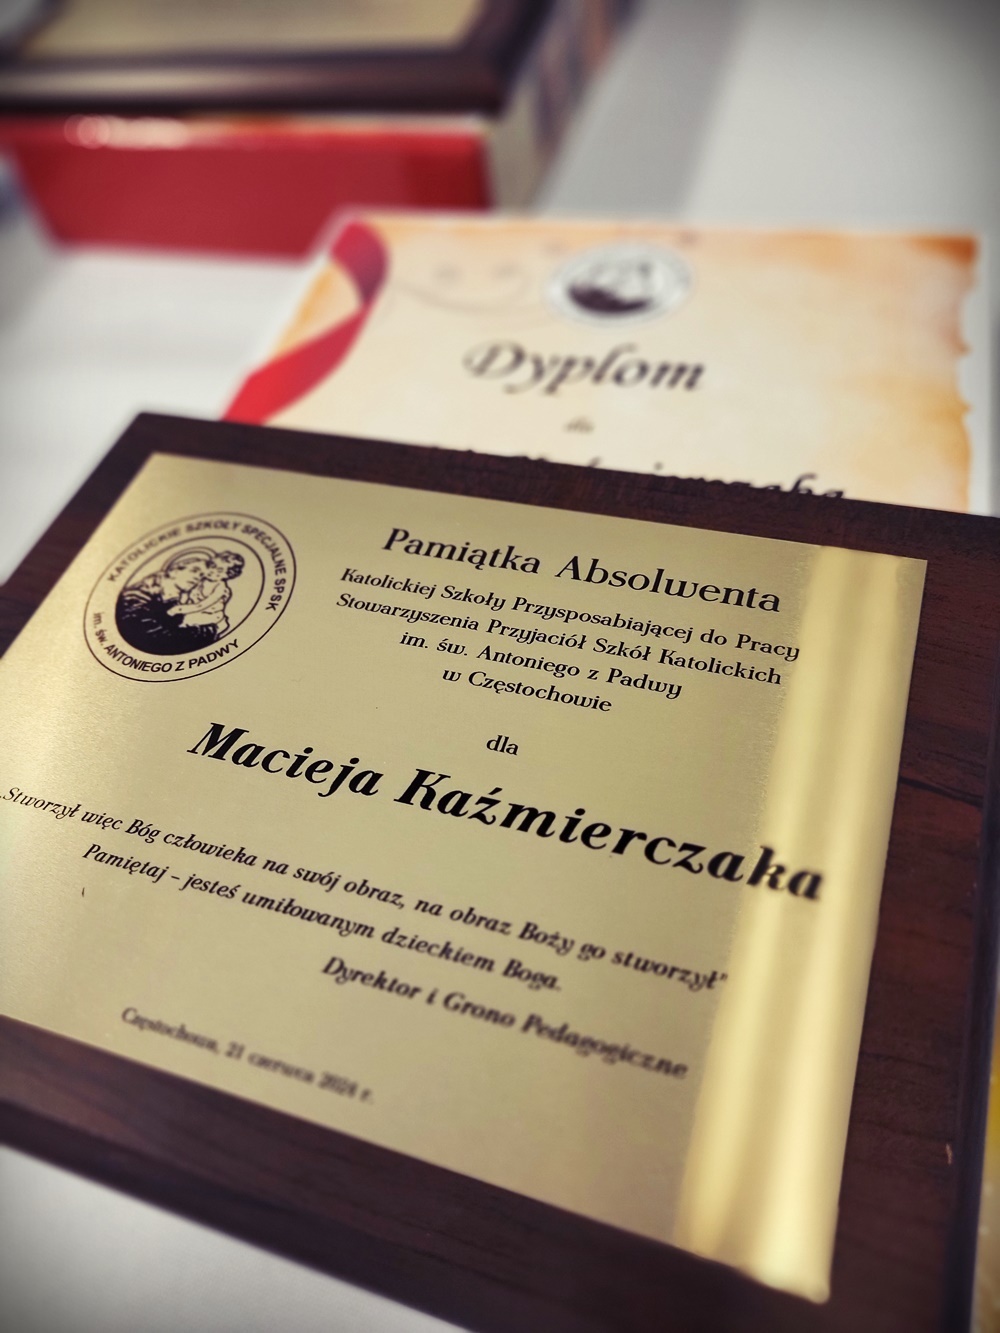 Dyplom
dla
Pamiątka Absolwenta
Katolickiej Szkoły Przysposabiającej do Pracy
Stowarzyszenia Przyjaciół Szkół Katolickich
im. św. Antoniego z Padwy
w Częstochowie
KATOLICKIE SZKOŁY SPECJALNE SPSK
im. św. ANTONIEGO Z PADWY
dla
Macieja Kaźmierczaka
„Stworzył więc Bóg człowieka na swój obraz, na obraz Boży go stworzył”
Pamiętaj – jesteś umiłowanym dzieckiem Boga.
Dyrektor i Grono Pedagogiczne
Częstochowa, 21 czerwca 2024 r.